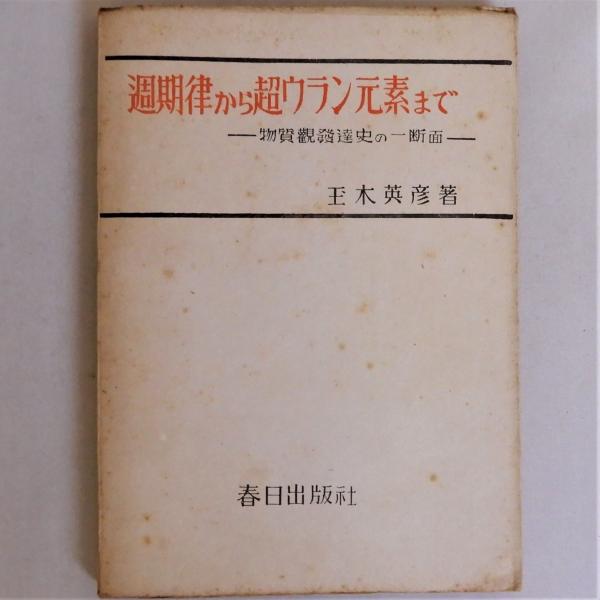 週期律から超ウラン元素まで
―物質觀發達史の一断面―
玉木英彦著
春日出版社